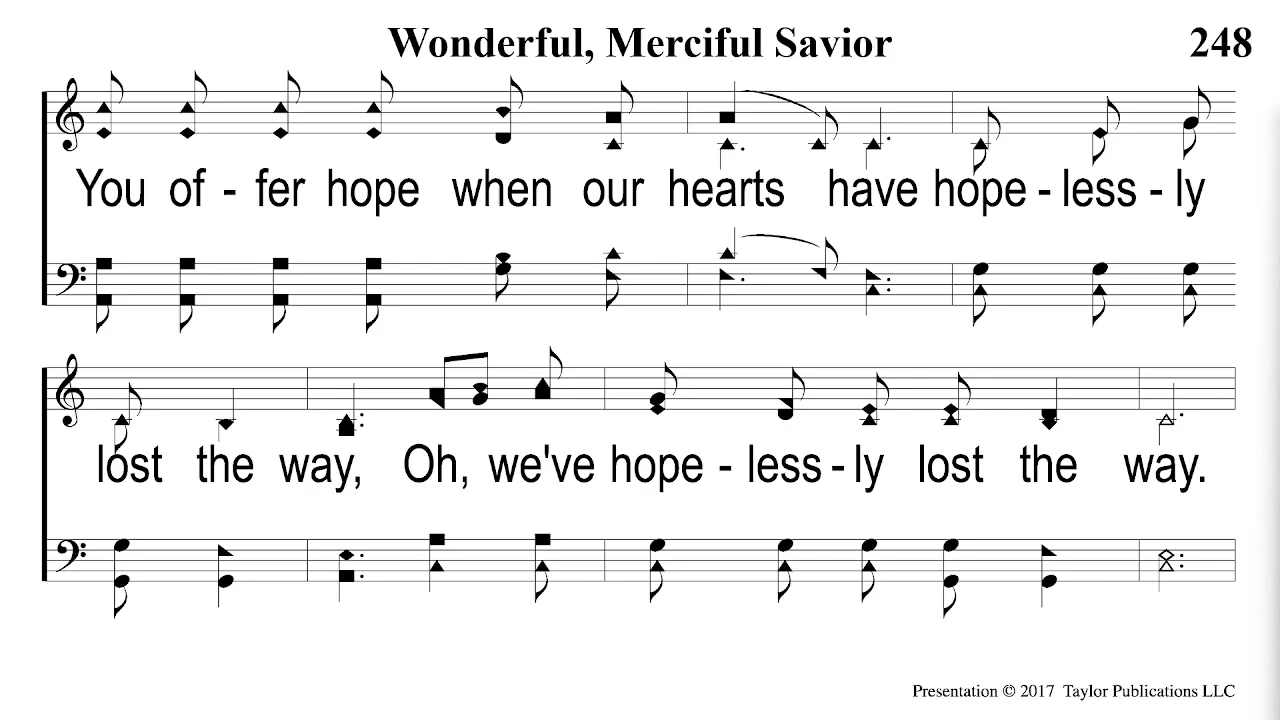 Wonderful, Merciful Savior 248
You of - fer hope when our hearts have hope - less - ly
lost the way, Oh, we've hope - less - ly lost the way.
Presentation © 2017 Taylor Publications LLC